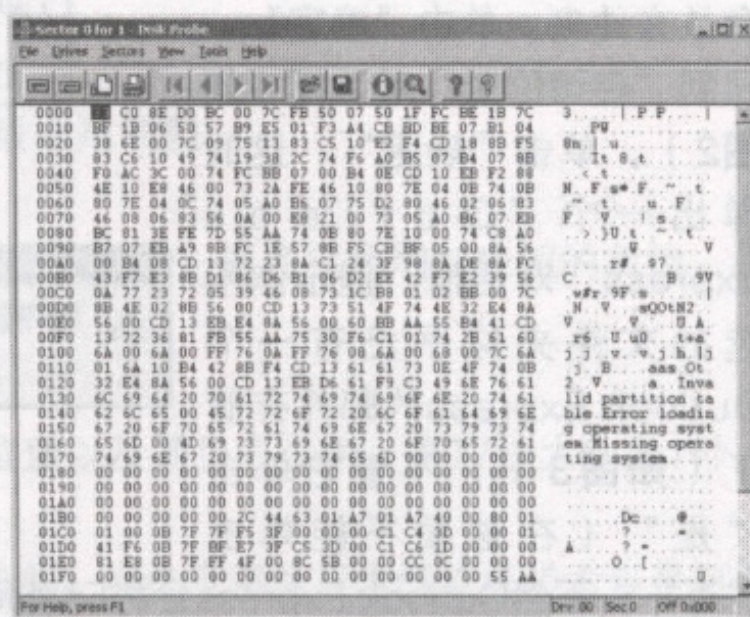 Sector 0 for 1 - Disk Probe
File Drives Sectors View Tools Help
0000 C0 8E D0 BC 00 7C FB 50 07 50 1F FC BE 1B 7C 3.....|.P.P....|
0010 BF 1B 06 50 57 B9 E5 01 F3 A4 CB BD BE 07 B1 04 ...PW...........
0020 38 6E 00 7C 09 75 13 83 C5 10 E2 F4 CD 18 8B F5 8n.|.u..........
0030 83 C6 10 49 74 19 38 2C 74 F6 A0 B5 07 B4 07 8B ...It.8,t.......
0040 F0 AC 3C 00 74 FC BB 07 00 B4 0E CD 10 EB F2 88 ..<.t...........
0050 4E 10 E8 46 00 73 2A FE 46 10 80 7E 04 0B 74 0B N..F.s*.F..~..t.
0060 80 7E 04 0C 74 05 A0 B6 07 75 D2 80 46 02 06 83 .~..t....u..F...
0070 46 08 06 83 56 0A 00 E8 21 00 73 05 A0 B6 07 EB F...V...!.s.....
0080 BC 81 3E FE 7D 55 AA 74 0B 80 7E 10 00 74 C8 A0 ..>.}U.t..~..t..
0090 B7 07 EB A9 8B FC 1E 57 8B F5 CB BF 05 00 8A 56 .......W.......V
00A0 00 B4 08 CD 13 72 23 8A C1 24 3F 98 8A DE 8A FC .....r#..$?.....
00B0 43 F7 E3 8B D1 86 D6 B1 06 D2 EE 42 F7 E2 39 56 C..........B..9V
00C0 0A 77 23 72 05 39 46 08 73 1C B8 01 02 BB 00 7C .w#r.9F.s......|
00D0 8B 4E 02 8B 56 00 CD 13 73 51 4F 74 4E 32 E4 8A .N..V...sQOtN2..
00E0 56 00 CD 13 EB E4 8A 56 00 60 BB AA 55 B4 41 CD V......V.`..U.A.
00F0 13 72 36 81 FB 55 AA 75 30 F6 C1 01 74 2B 61 60 .r6..U.u0...t+a`
0100 6A 00 6A 00 FF 76 0A FF 76 08 6A 00 68 00 7C 6A j.j..v..v.j.h.|j
0110 01 6A 10 B4 42 8B F4 CD 13 61 61 73 0E 4F 74 0B .j..B....aas.Ot.
0120 32 E4 8A 56 00 CD 13 EB D6 61 F9 C3 49 6E 76 61 2..V.....a..Inva
0130 6C 69 64 20 70 61 72 74 69 74 69 6F 6E 20 74 61 lid partition ta
0140 62 6C 65 00 45 72 72 6F 72 20 6C 6F 61 64 69 6E ble.Error loadin
0150 67 20 6F 70 65 72 61 74 69 6E 67 20 73 79 73 74 g operating syst
0160 65 6D 00 4D 69 73 73 69 6E 67 20 6F 70 65 72 61 em.Missing opera
0170 74 69 6E 67 20 73 79 73 74 65 6D 00 00 00 00 00 ting system.....
0180 00 00 00 00 00 00 00 00 00 00 00 00 00 00 00 00 ................
0190 00 00 00 00 00 00 00 00 00 00 00 00 00 00 00 00 ................
01A0 00 00 00 00 00 00 00 00 00 00 00 00 00 00 00 00 ................
01B0 00 00 00 00 00 2C 44 63 01 A7 01 A7 40 00 80 01 ......Dc....@...
01C0 01 00 0B 7F 7F F5 3F 00 00 00 C1 C4 3D 00 00 01 ......?.....=...
01D0 41 F6 0B 7F BF E7 3F C5 3D 00 C1 C6 1D 00 00 00 A.....?.=.......
01E0 81 E8 0B 7F FF 4F 00 8C 5B 00 00 CC 0C 00 00 00 .....O..[.......
01F0 00 00 00 00 00 00 00 00 00 00 00 00 00 00 55 AA ..............U.
For Help, press F1 Drv 80 Sec 0 Off 0x000